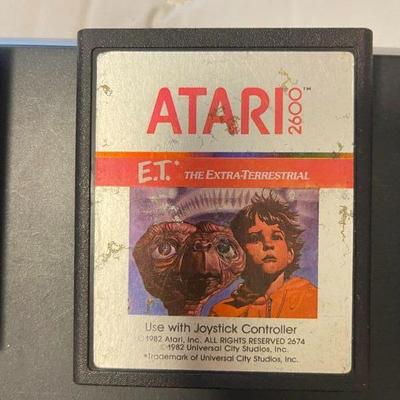 ATARI 2600™
E.T.* THE EXTRA-TERRESTRIAL
Use with Joystick Controller
©1982 Atari, Inc. ALL RIGHTS RESERVED 2674
©1982 Universal City Studios, Inc.
*Trademark of Universal City Studios, Inc.